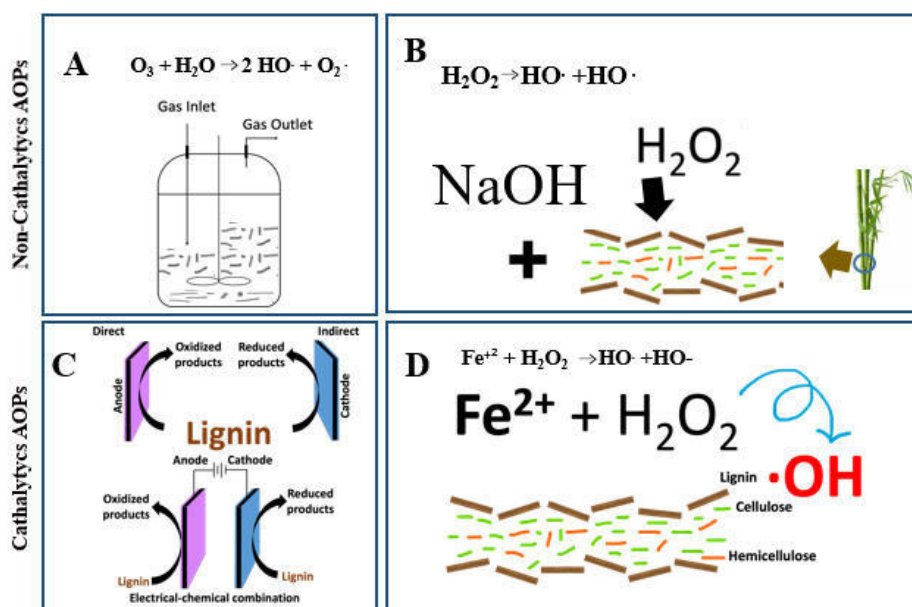 Non-Cathalytycs AOPs
A
O₃ + H₂O →2 HO· + O₂ ·
Gas Inlet
Gas Outlet
B
H₂O₂→HO· +HO ·
H₂O₂
NaOH
+
Cathalytycs AOPs
C
Direct
Indirect
Oxidized
products
Reduced
products
Anode
Cathode
Lignin
Anode
Cathode
Oxidized
products
Reduced
products
Lignin
Lignin
Electrical-chemical combination
D
Fe⁺² + H₂O₂ →HO· +HO-
Fe²⁺ + H₂O₂
·OH
Lignin
Cellulose
Hemicellulose